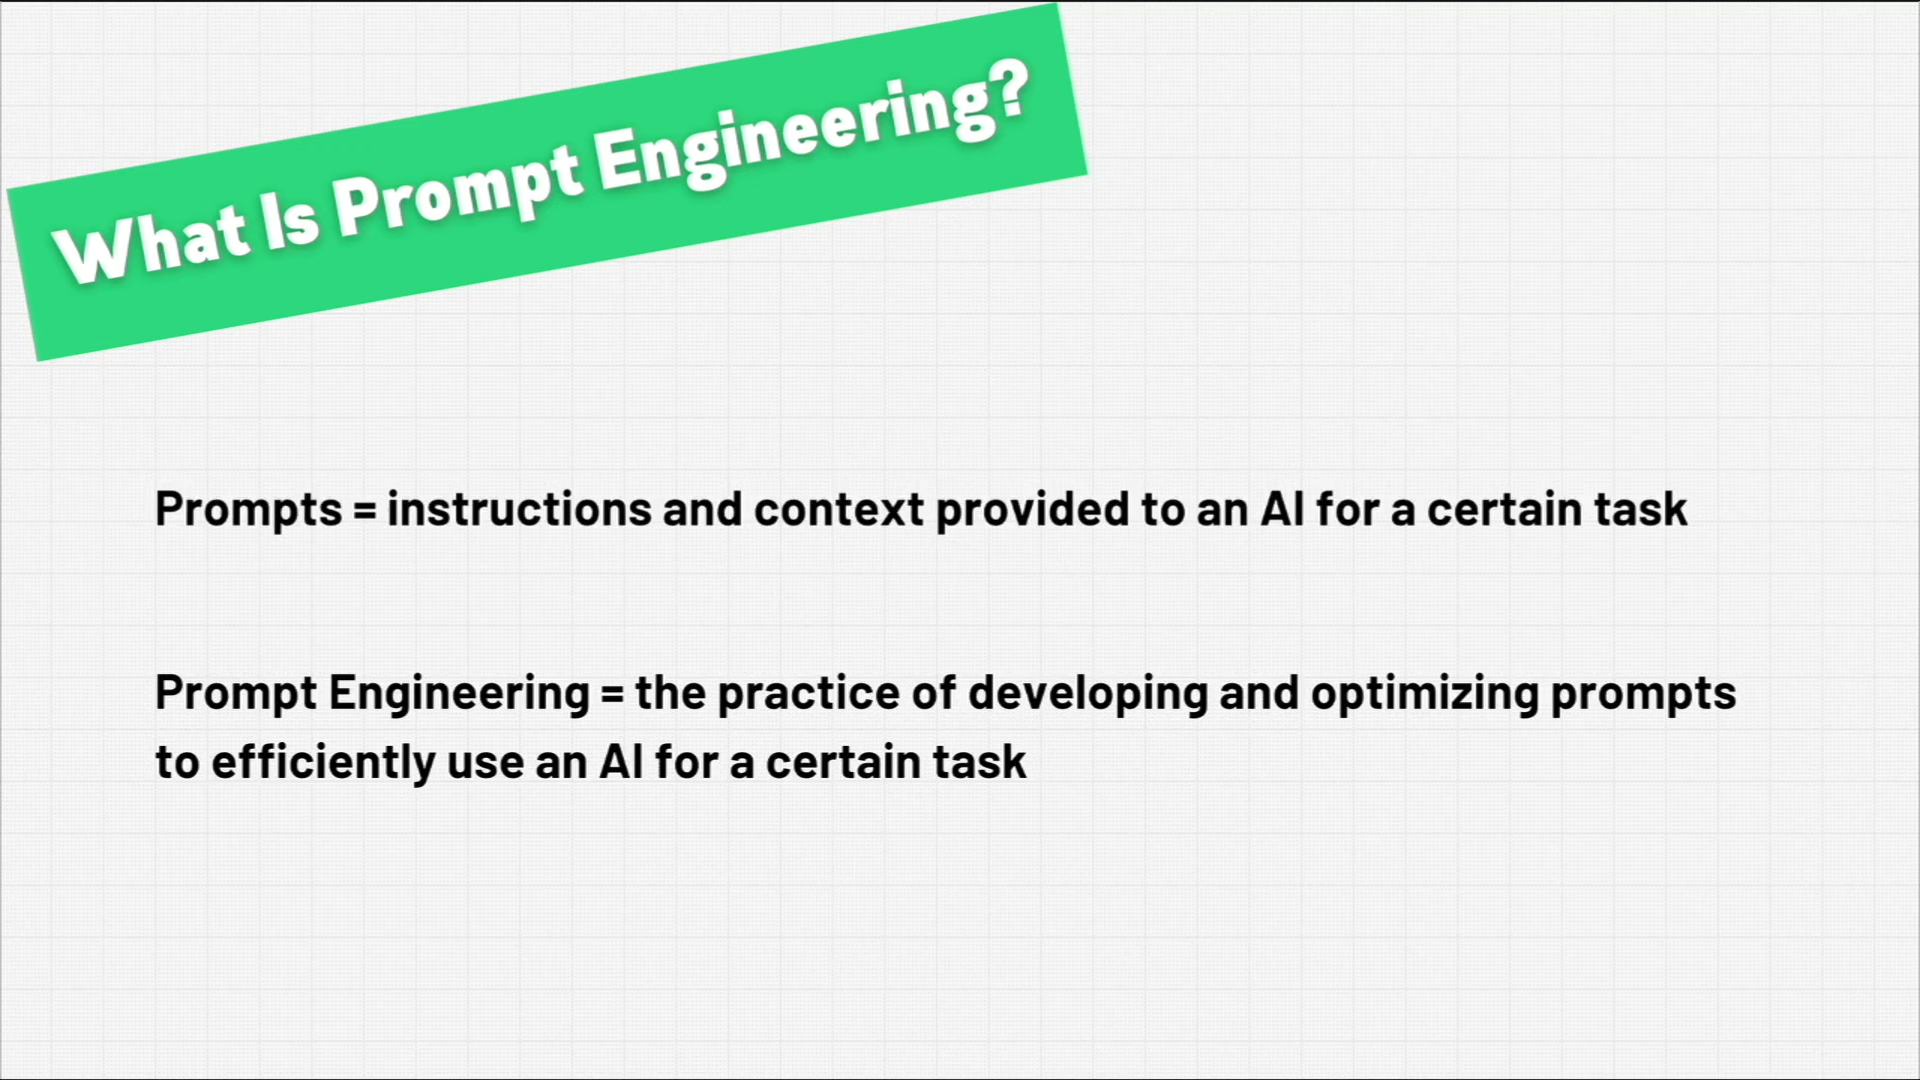 What Is Prompt Engineering?
Prompts = instructions and context provided to an AI for a certain task
Prompt Engineering = the practice of developing and optimizing prompts
to efficiently use an AI for a certain task